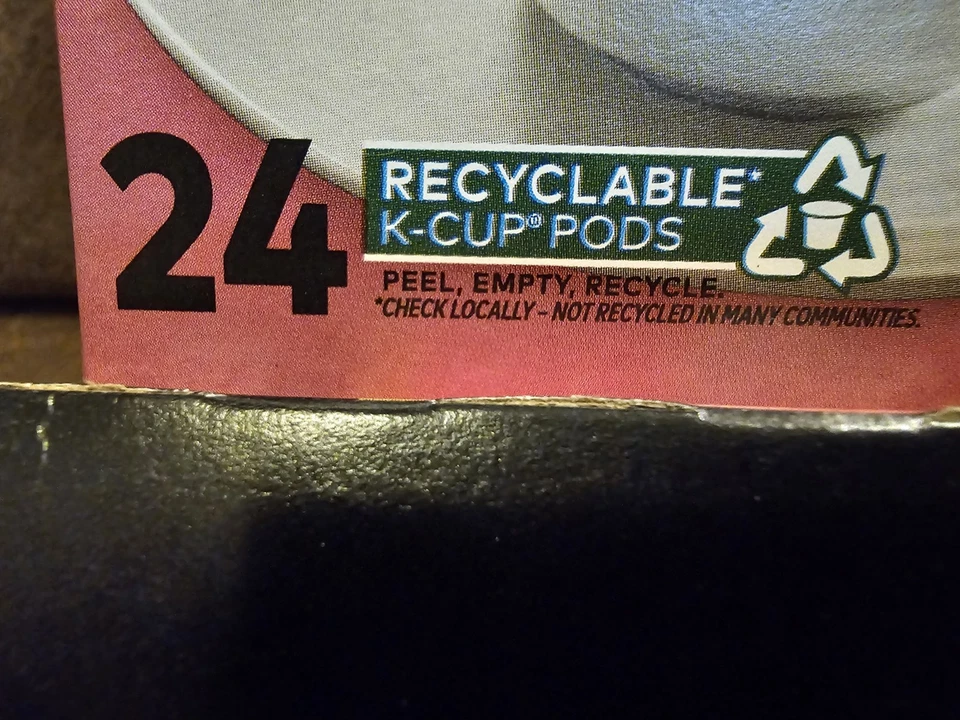 24
RECYCLABLE*
K-CUP® PODS
PEEL, EMPTY, RECYCLE.
*CHECK LOCALLY – NOT RECYCLED IN MANY COMMUNITIES.